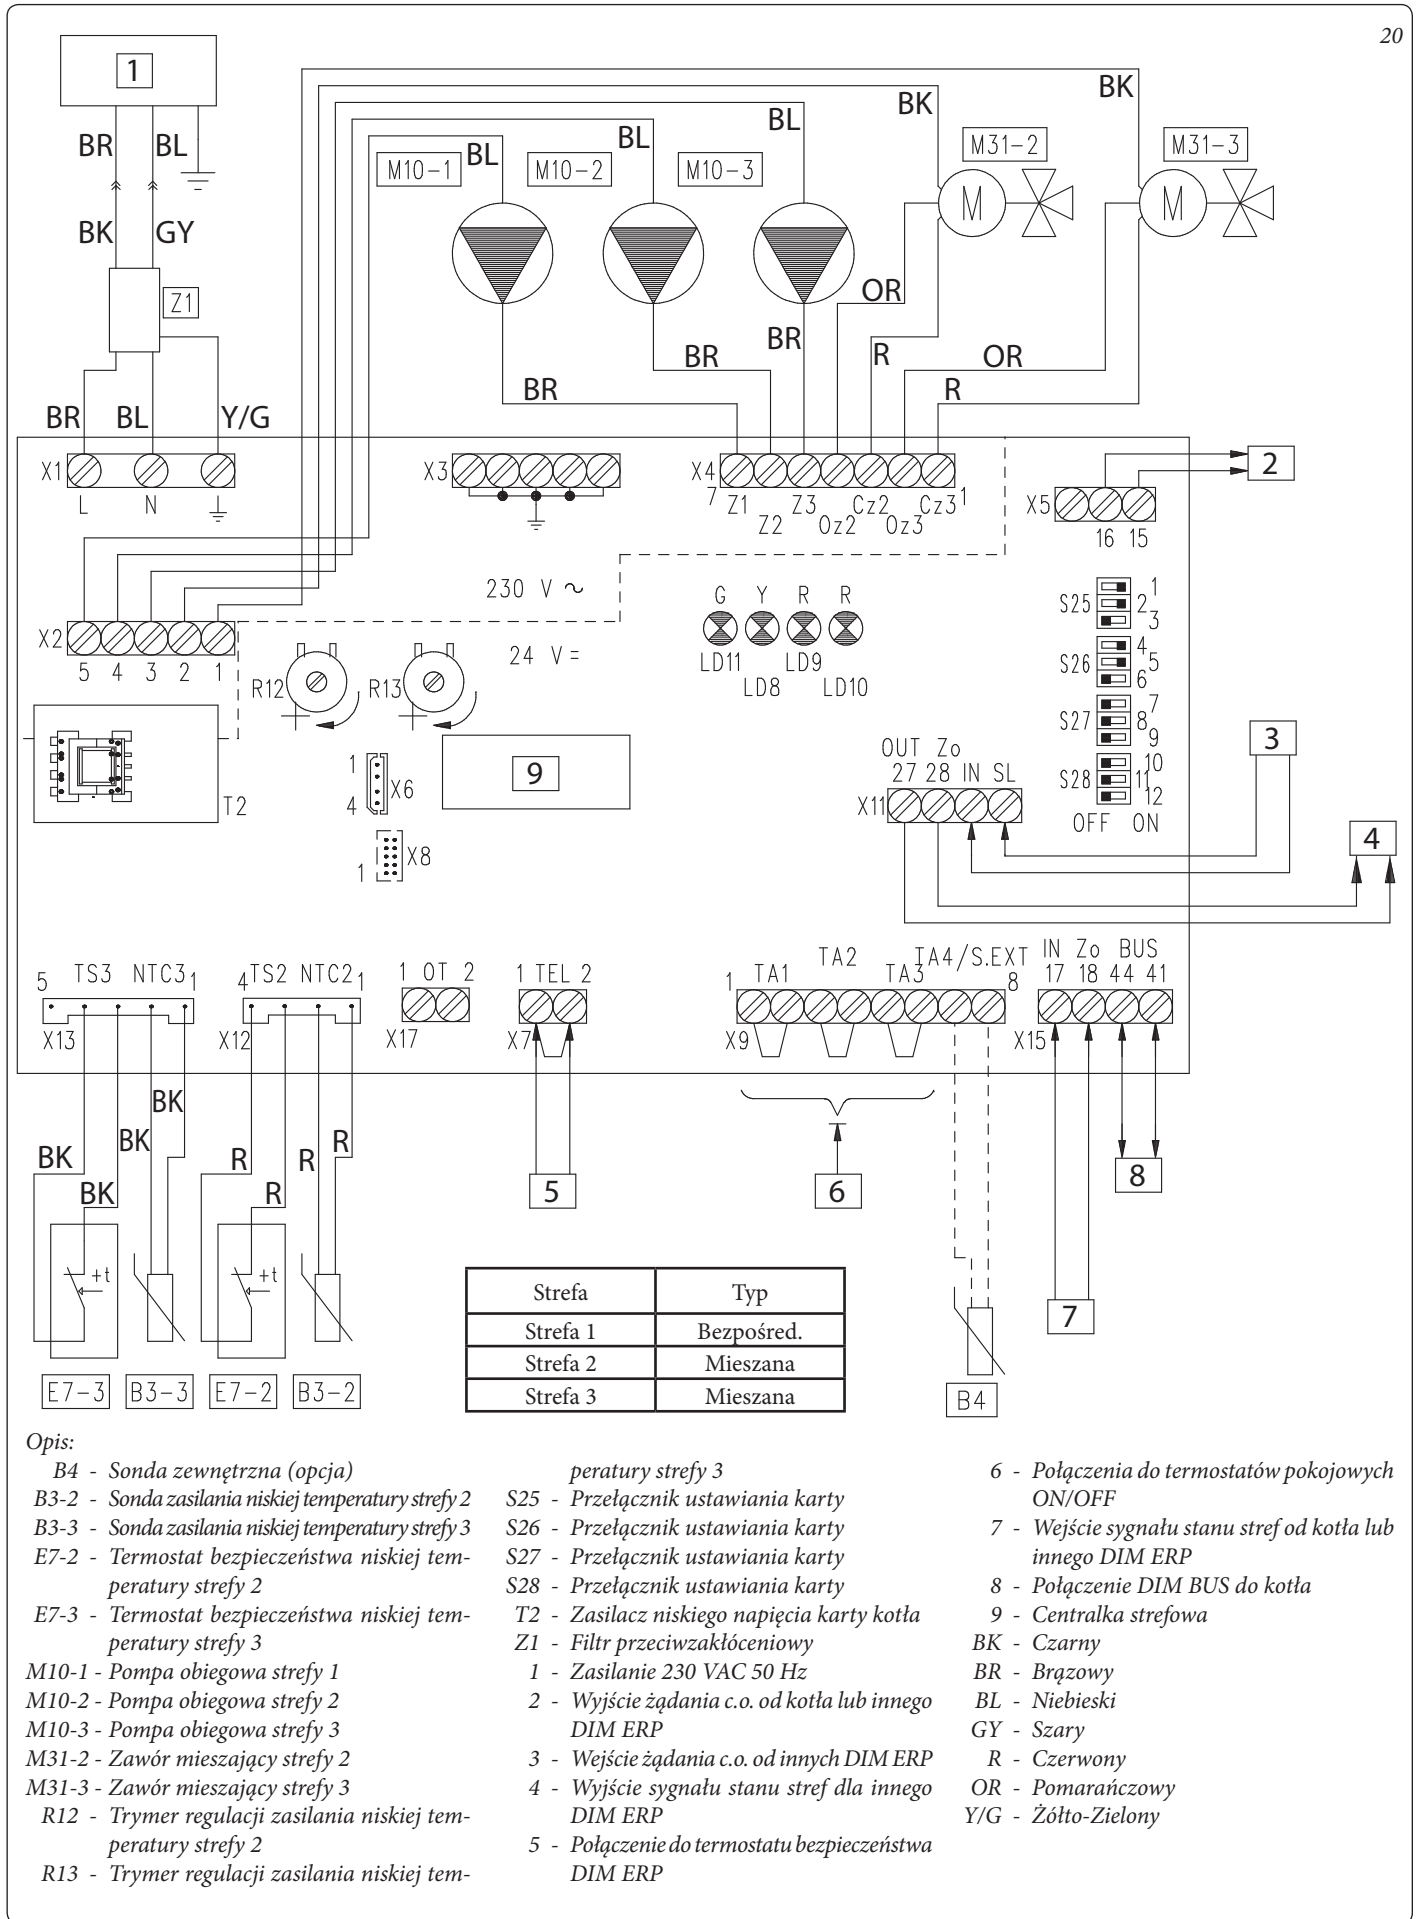 20
1
BR BL
BK GY
Z1
BR BL Y/G
M10-1 BL
M10-2 BL
M10-3 BL
BK M31-2
BK M31-3
M M
OR
BR
BR
BR
R
OR
R
X1
L N
X3
X4
7 Z1 Z2 Z3 Oz2 Cz2 Oz3 Cz3 1
X5
16 15
2
230 V ~
24 V =
X2
5 4 3 2 1
R12 R13
G Y R R
LD11 LD9
LD8 LD10
S25 1 2 3
S26 4 5 6
S27 7 8 9
S28 10 11 12
OFF ON
T2
1
4 X6
9
1 X8
OUT Zo
27 28 IN SL
X11
3
4
5 TS3 NTC3 1
X13
4 TS2 NTC2 1
X12
1 OT 2
X17
1 TEL 2
X7
1 TA1 TA2 TA3 TA4/S.EXT 8
X9
IN Zo BUS
17 18 44 41
X15
BK
BK
BK
BK
R
R
R
R
5
6
7
8
+t +t
E7-3 B3-3 E7-2 B3-2
B4
Strefa Typ
Strefa 1 Bezpośred.
Strefa 2 Mieszana
Strefa 3 Mieszana
Opis:
B4 - Sonda zewnętrzna (opcja)
B3-2 - Sonda zasilania niskiej temperatury strefy 2
B3-3 - Sonda zasilania niskiej temperatury strefy 3
E7-2 - Termostat bezpieczeństwa niskiej tem-
peratury strefy 2
E7-3 - Termostat bezpieczeństwa niskiej tem-
peratury strefy 3
M10-1 - Pompa obiegowa strefy 1
M10-2 - Pompa obiegowa strefy 2
M10-3 - Pompa obiegowa strefy 3
M31-2 - Zawór mieszający strefy 2
M31-3 - Zawór mieszający strefy 3
R12 - Trymer regulacji zasilania niskiej tem-
peratury strefy 2
R13 - Trymer regulacji zasilania niskiej tem-
peratury strefy 3
S25 - Przełącznik ustawiania karty
S26 - Przełącznik ustawiania karty
S27 - Przełącznik ustawiania karty
S28 - Przełącznik ustawiania karty
T2 - Zasilacz niskiego napięcia karty kotła
Z1 - Filtr przeciwzakłóceniowy
1 - Zasilanie 230 VAC 50 Hz
2 - Wyjście żądania c.o. od kotła lub innego
DIM ERP
3 - Wejście żądania c.o. od innych DIM ERP
4 - Wyjście sygnału stanu stref dla innego
DIM ERP
5 - Połączenie do termostatu bezpieczeństwa
DIM ERP
6 - Połączenia do termostatów pokojowych
ON/OFF
7 - Wejście sygnału stanu stref od kotła lub
innego DIM ERP
8 - Połączenie DIM BUS do kotła
9 - Centralka strefowa
BK - Czarny
BR - Brązowy
BL - Niebieski
GY - Szary
R - Czerwony
OR - Pomarańczowy
Y/G - Żółto-Zielony